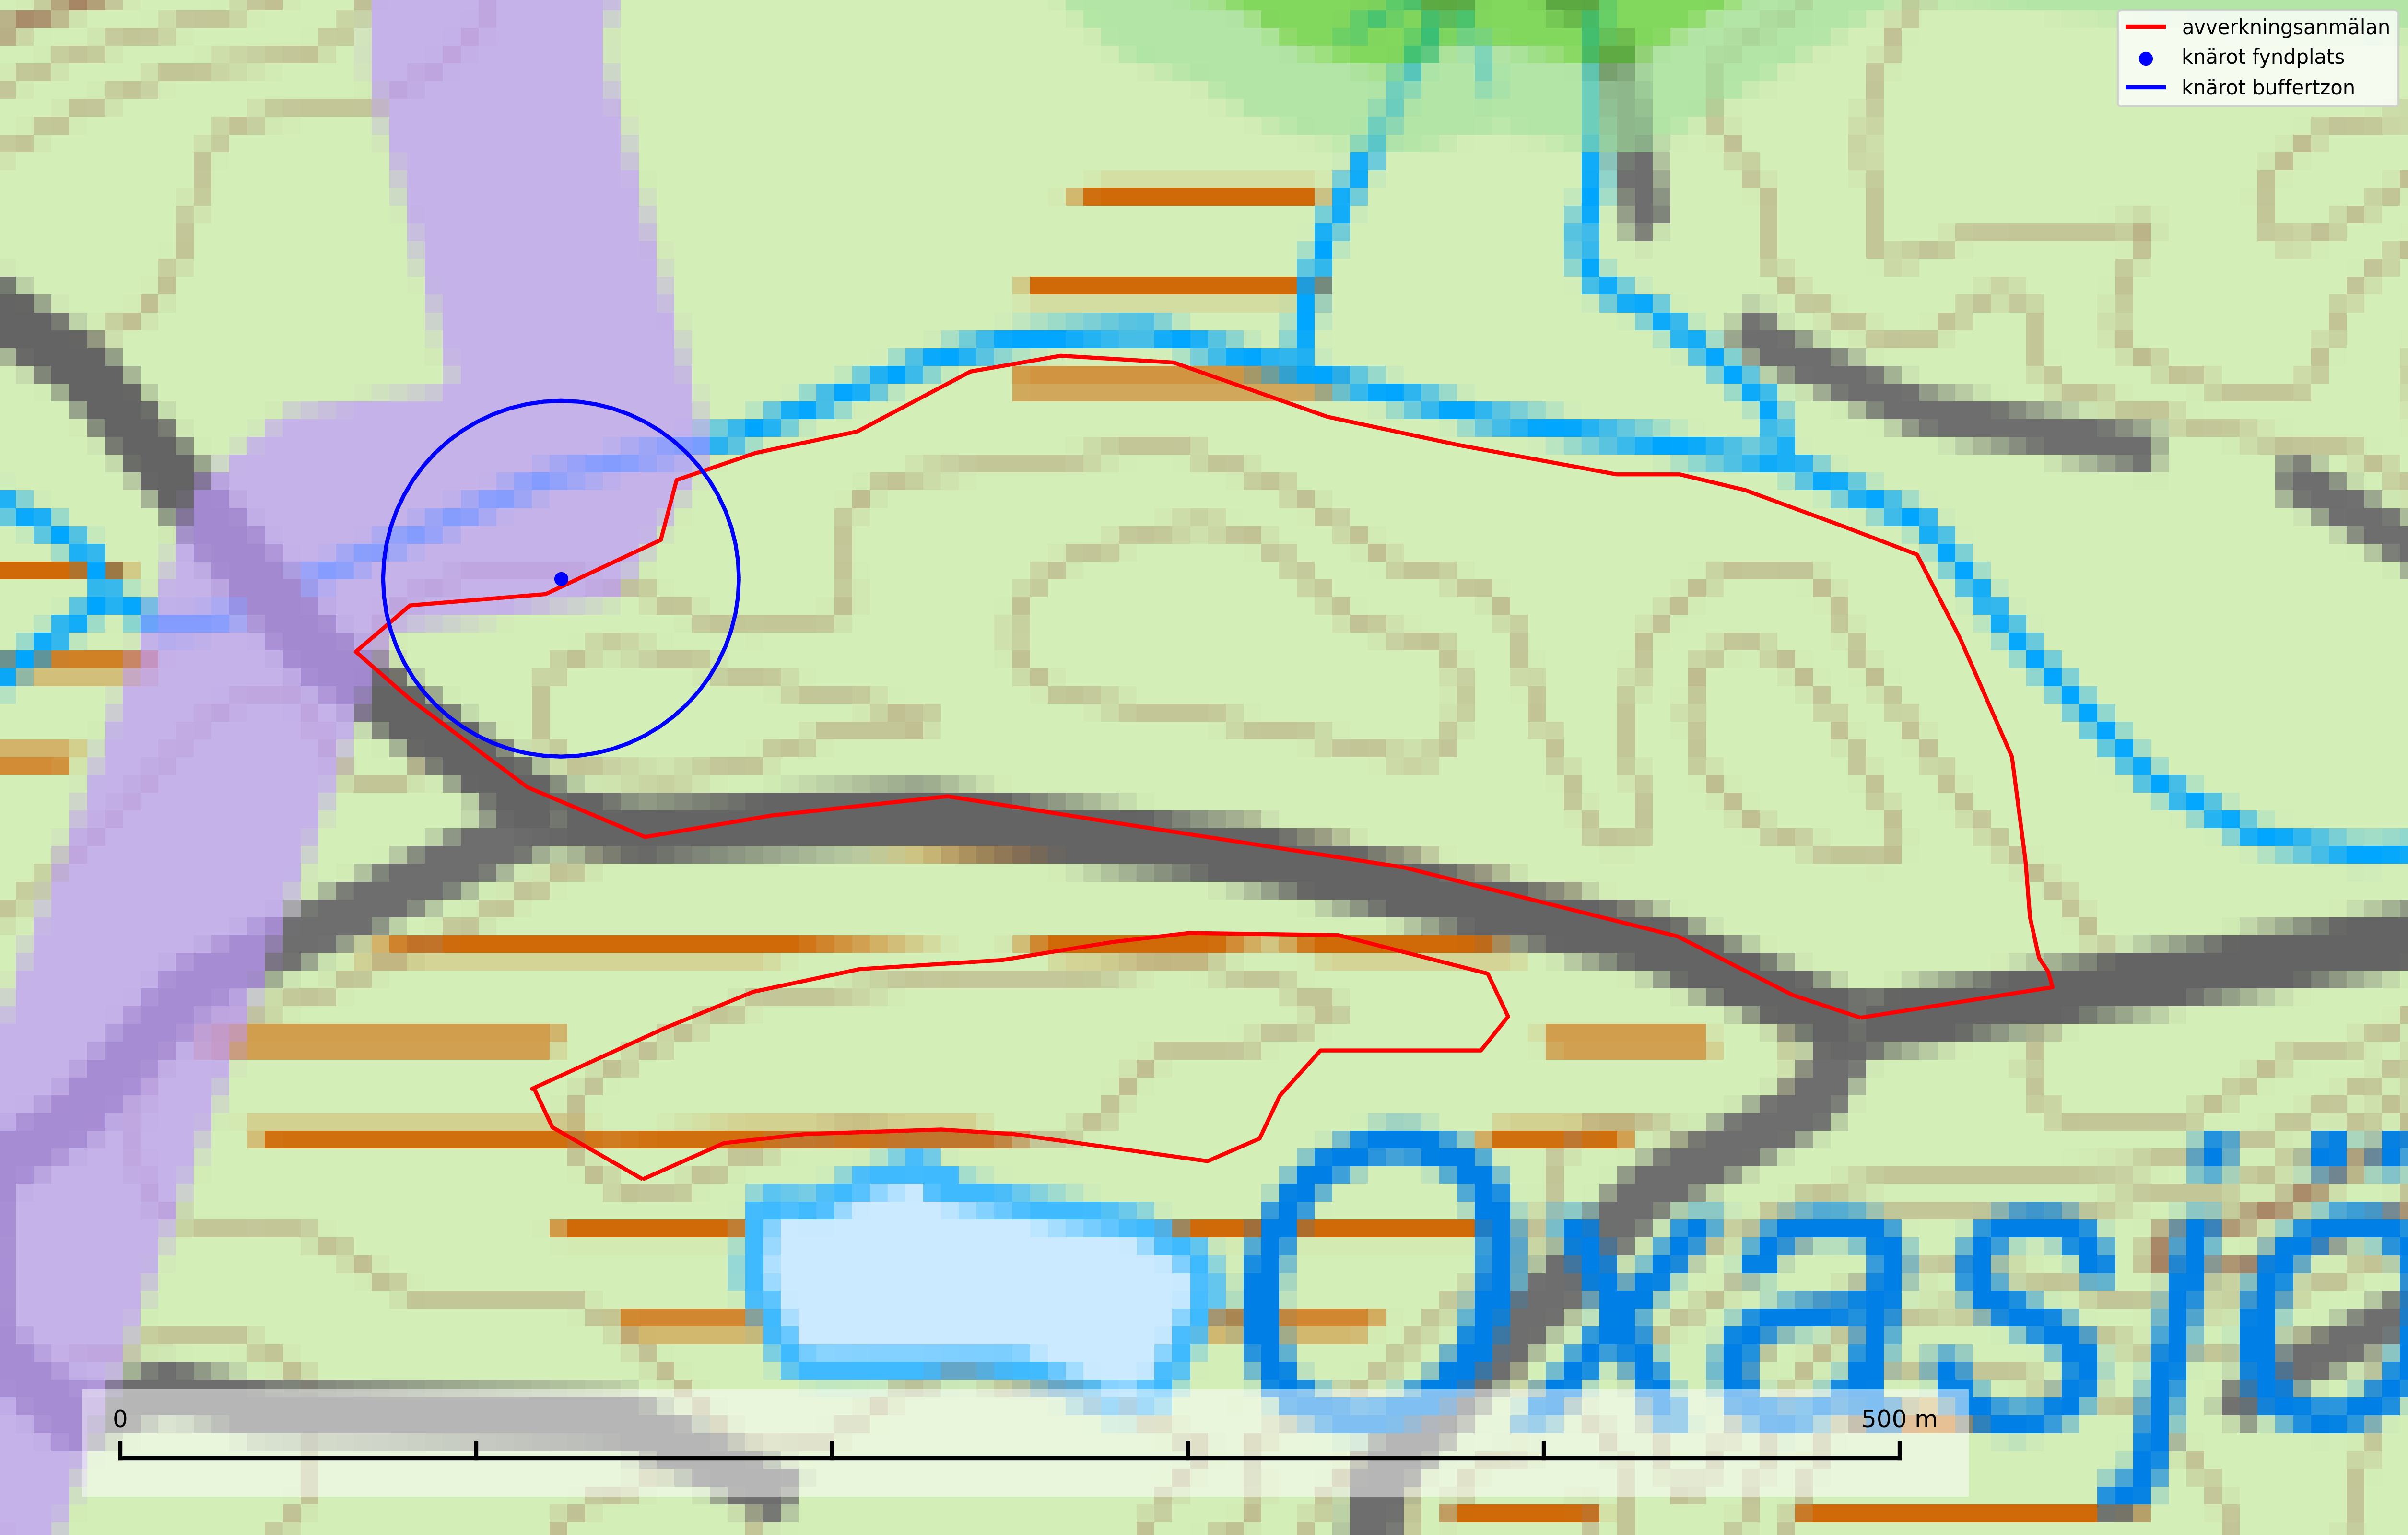 avverkningsanmälan
knärot fyndplats
knärot buffertzon
0
500 m